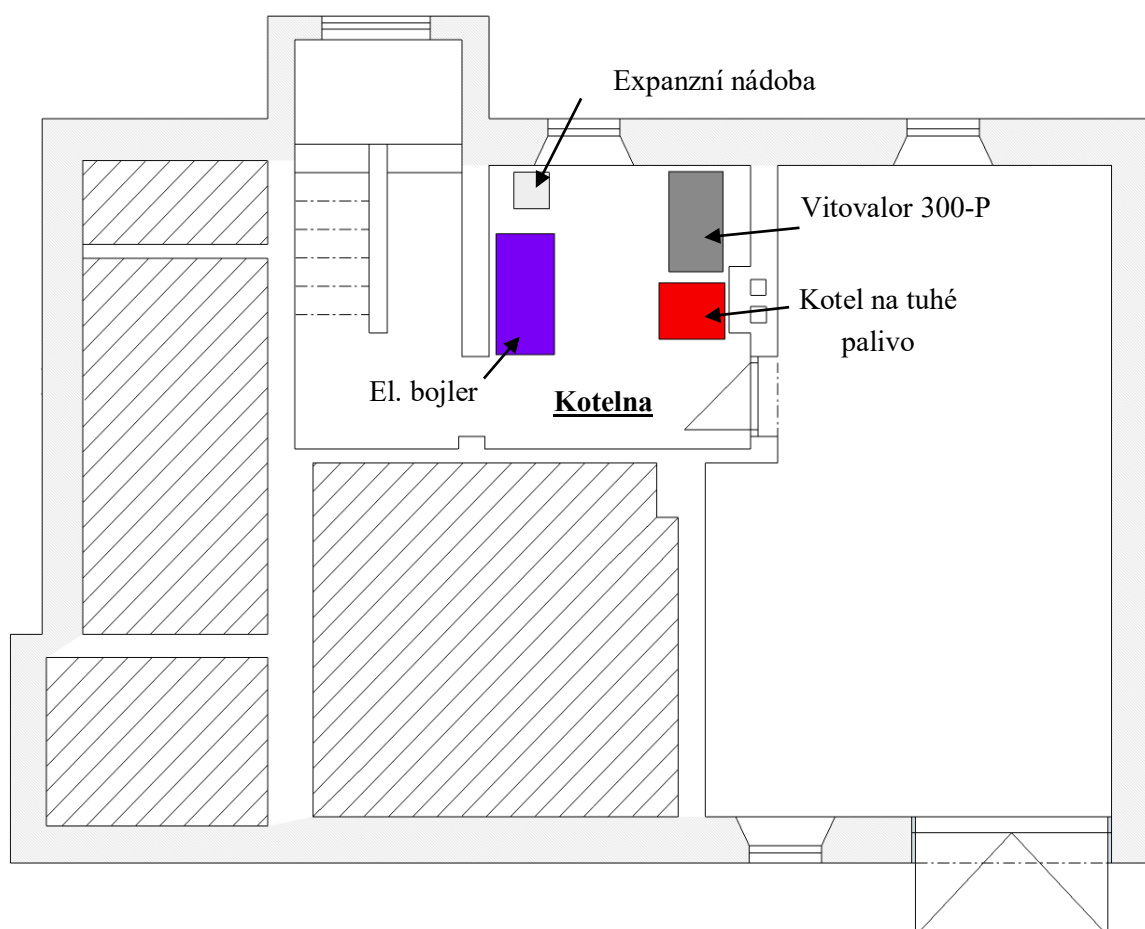 Expanzní nádoba
Vitovalor 300-P
Kotel na tuhé
palivo
El. bojler
Kotelna